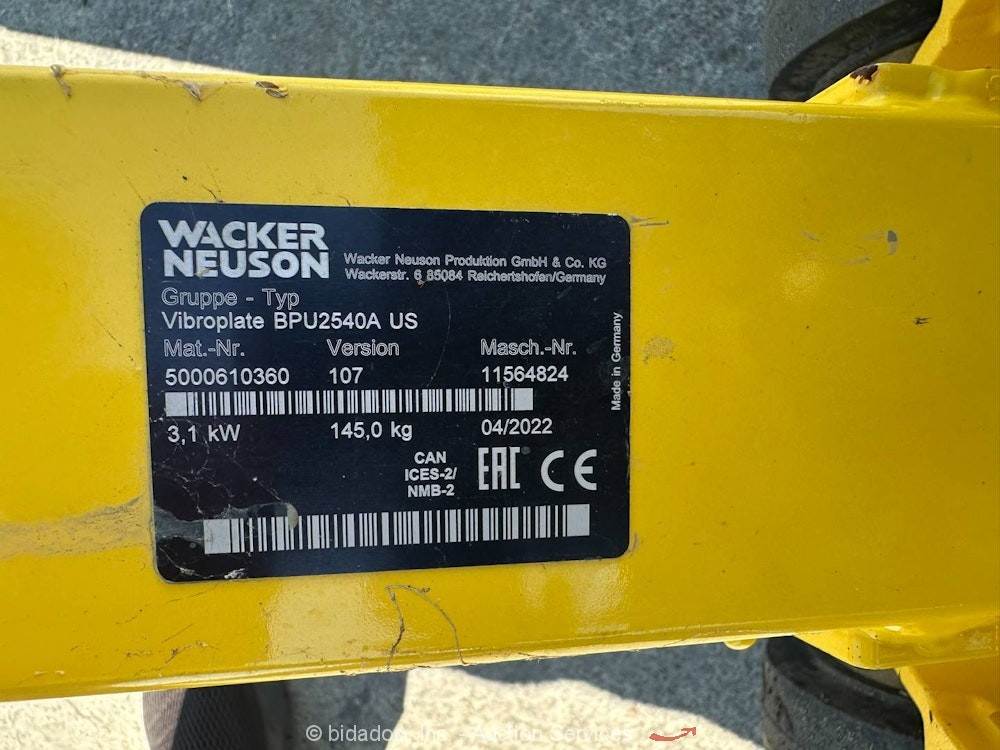 WACKER
NEUSON
Wacker Neuson Produktion GmbH & Co. KG
Wackerstr. 6 85084 Reichertshofen/Germany
Gruppe - Typ
Vibroplate BPU2540A US
Mat.-Nr. Version Masch.-Nr.
5000610360 107 11564824
3,1 kW 145,0 kg 04/2022
CAN
ICES-2/
NMB-2
EAC CE
Made in Germany
© bidadoo, Inc. - Auction Services